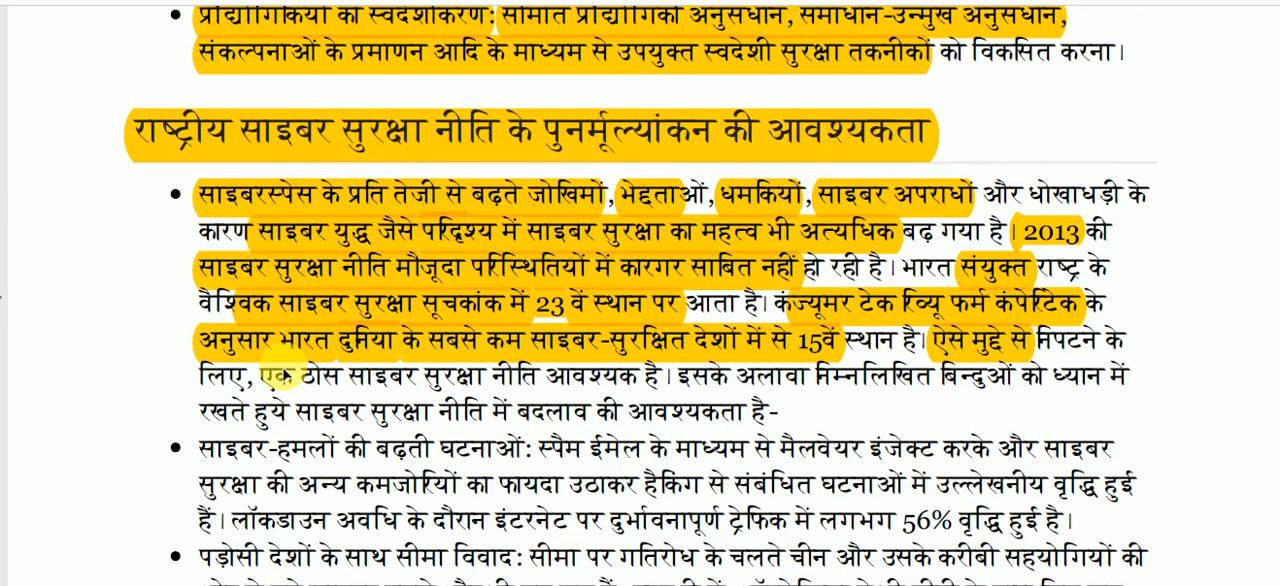 प्रौद्योगिकियों का स्वदेशीकरण: सीमांत प्रौद्योगिकी अनुसंधान, समाधान-उन्मुख अनुसंधान,
संकल्पनाओं के प्रमाणन आदि के माध्यम से उपयुक्त स्वदेशी सुरक्षा तकनीकों को विकसित करना।
राष्ट्रीय साइबर सुरक्षा नीति के पुनर्मूल्यांकन की आवश्यकता
साइबरस्पेस के प्रति तेजी से बढ़ते जोखिमों, भेद्दताओं, धमकियों, साइबर अपराधों और धोखाधड़ी के
कारण साइबर युद्ध जैसे परिदृश्य में साइबर सुरक्षा का महत्व भी अत्यधिक बढ़ गया है। 2013 की
साइबर सुरक्षा नीति मौजूदा परिस्थितियों में कारगर साबित नहीं हो रही है। भारत संयुक्त राष्ट्र के
वैश्विक साइबर सुरक्षा सूचकांक में 23 वें स्थान पर आता है। कंज्यूमर टेक रिव्यू फर्म कंपेरिटेक के
अनुसार भारत दुनिया के सबसे कम साइबर-सुरक्षित देशों में से 15वें स्थान है। ऐसे मुद्दे से निपटने के
लिए, एक ठोस साइबर सुरक्षा नीति आवश्यक है। इसके अलावा निम्नलिखित बिन्दुओं को ध्यान में
रखते हुये साइबर सुरक्षा नीति में बदलाव की आवश्यकता है-
साइबर-हमलों की बढ़ती घटनाओं: स्पैम ईमेल के माध्यम से मैलवेयर इंजेक्ट करके और साइबर
सुरक्षा की अन्य कमजोरियों का फायदा उठाकर हैकिंग से संबंधित घटनाओं में उल्लेखनीय वृद्धि हुई
हैं। लॉकडाउन अवधि के दौरान इंटरनेट पर दुर्भावनापूर्ण ट्रेफिक में लगभग 56% वृद्धि हुई है।
पड़ोसी देशों के साथ सीमा विवाद: सीमा पर गतिरोध के चलते चीन और उसके करीबी सहयोगियों की